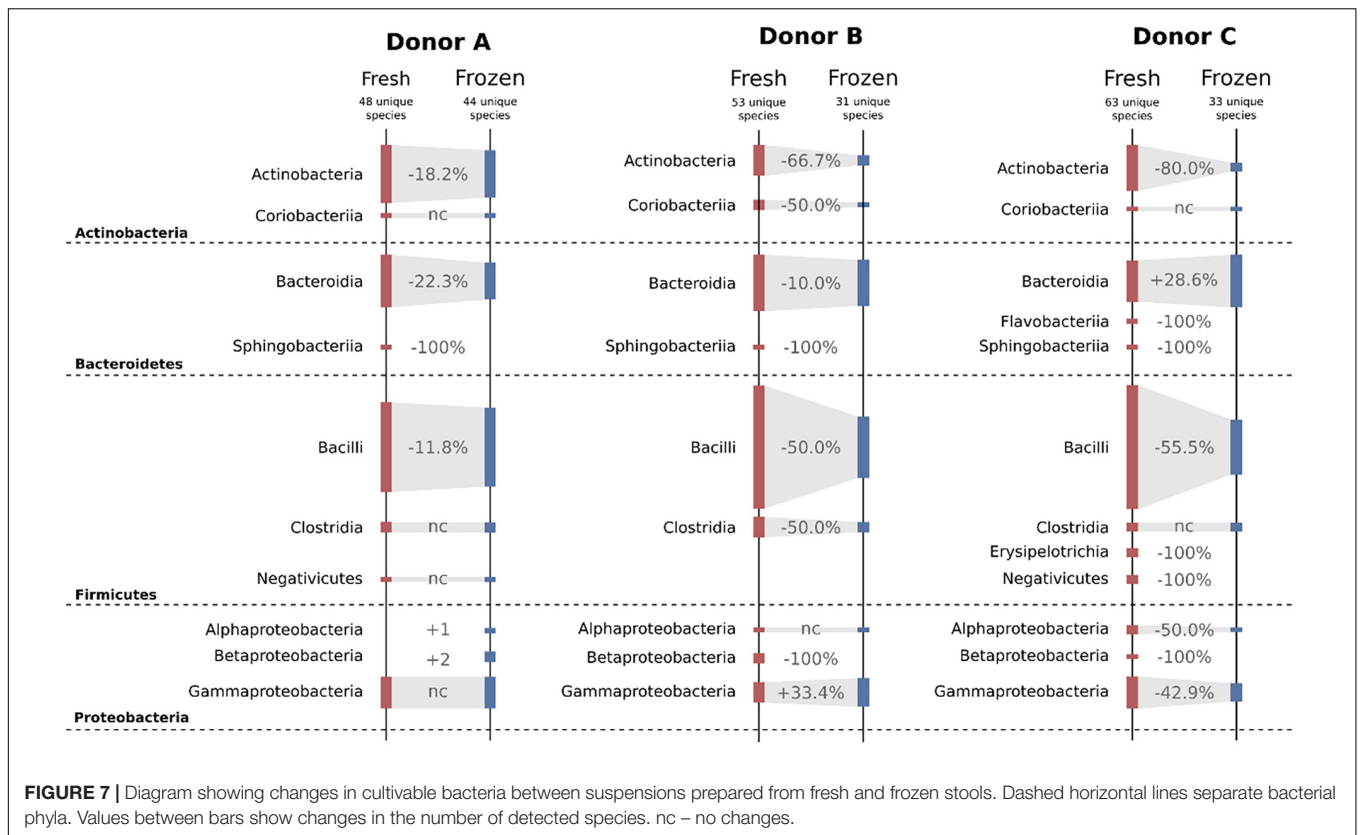 Donor A
Donor B
Donor C
Fresh Frozen
Fresh Frozen
Fresh Frozen
48 unique species
44 unique species
53 unique species
31 unique species
63 unique species
33 unique species
Actinobacteria -18.2%
Actinobacteria -66.7%
Actinobacteria -80.0%
Coriobacteriia nc
Coriobacteriia -50.0%
Coriobacteriia nc
Actinobacteria
Bacteroidia -22.3%
Bacteroidia -10.0%
Bacteroidia +28.6%
Flavobacteriia -100%
Sphingobacteriia -100%
Sphingobacteriia -100%
Sphingobacteriia -100%
Bacteroidetes
Bacilli -11.8%
Bacilli -50.0%
Bacilli -55.5%
Clostridia nc
Clostridia -50.0%
Clostridia nc
Erysipelotrichia -100%
Negativicutes nc
Negativicutes -100%
Firmicutes
Alphaproteobacteria +1
Alphaproteobacteria nc
Alphaproteobacteria -50.0%
Betaproteobacteria +2
Betaproteobacteria -100%
Betaproteobacteria -100%
Gammaproteobacteria nc
Gammaproteobacteria +33.4%
Gammaproteobacteria -42.9%
Proteobacteria
FIGURE 7 | Diagram showing changes in cultivable bacteria between suspensions prepared from fresh and frozen stools. Dashed horizontal lines separate bacterial
phyla. Values between bars show changes in the number of detected species. nc – no changes.